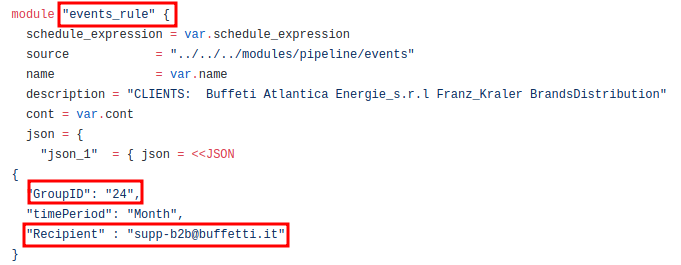 module "events_rule" {
schedule_expression = var.schedule_expression
source = "../../../modules/pipeline/events"
name = var.name
description = "CLIENTS:  Buffeti Atlantica Energie_s.r.l Franz_Kraler BrandsDistribution"
cont = var.cont
json = {
"json_1"  = { json = <<JSON
{
"GroupID": "24",
"timePeriod": "Month",
"Recipient" : "supp-b2b@buffetti.it"
}